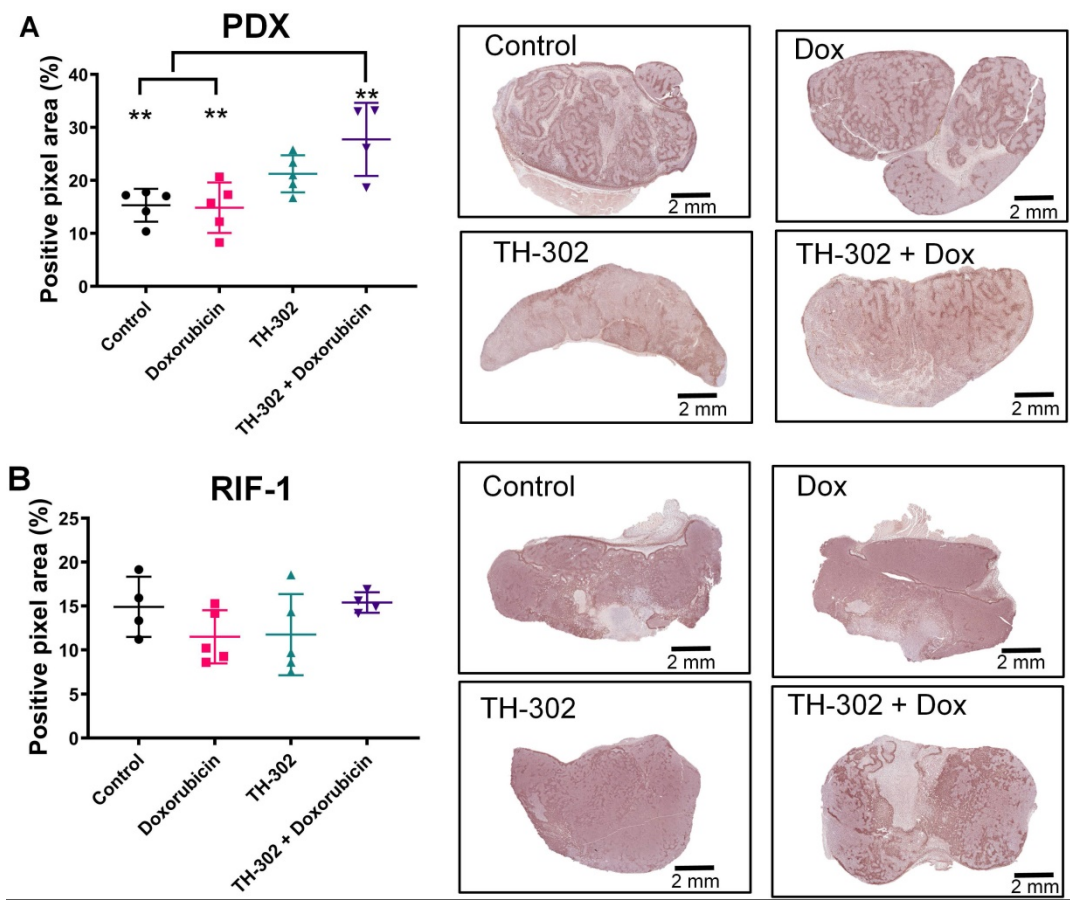 A
PDX
Positive pixel area (%)
40
30
20
10
0
**
**
**
Control
Doxorubicin
TH-302
TH-302 + Doxorubicin
Control
2 mm
Dox
2 mm
TH-302
2 mm
TH-302 + Dox
2 mm
B
RIF-1
Positive pixel area (%)
25
20
15
10
5
0
Control
Doxorubicin
TH-302
TH-302 + Doxorubicin
Control
2 mm
Dox
2 mm
TH-302
2 mm
TH-302 + Dox
2 mm